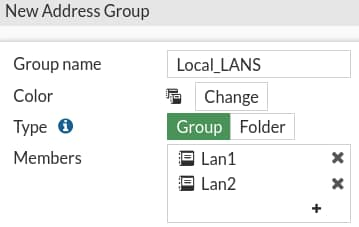 New Address Group
Group name Local_LANS
Color Change
Type Group Folder
Members Lan1
Lan2